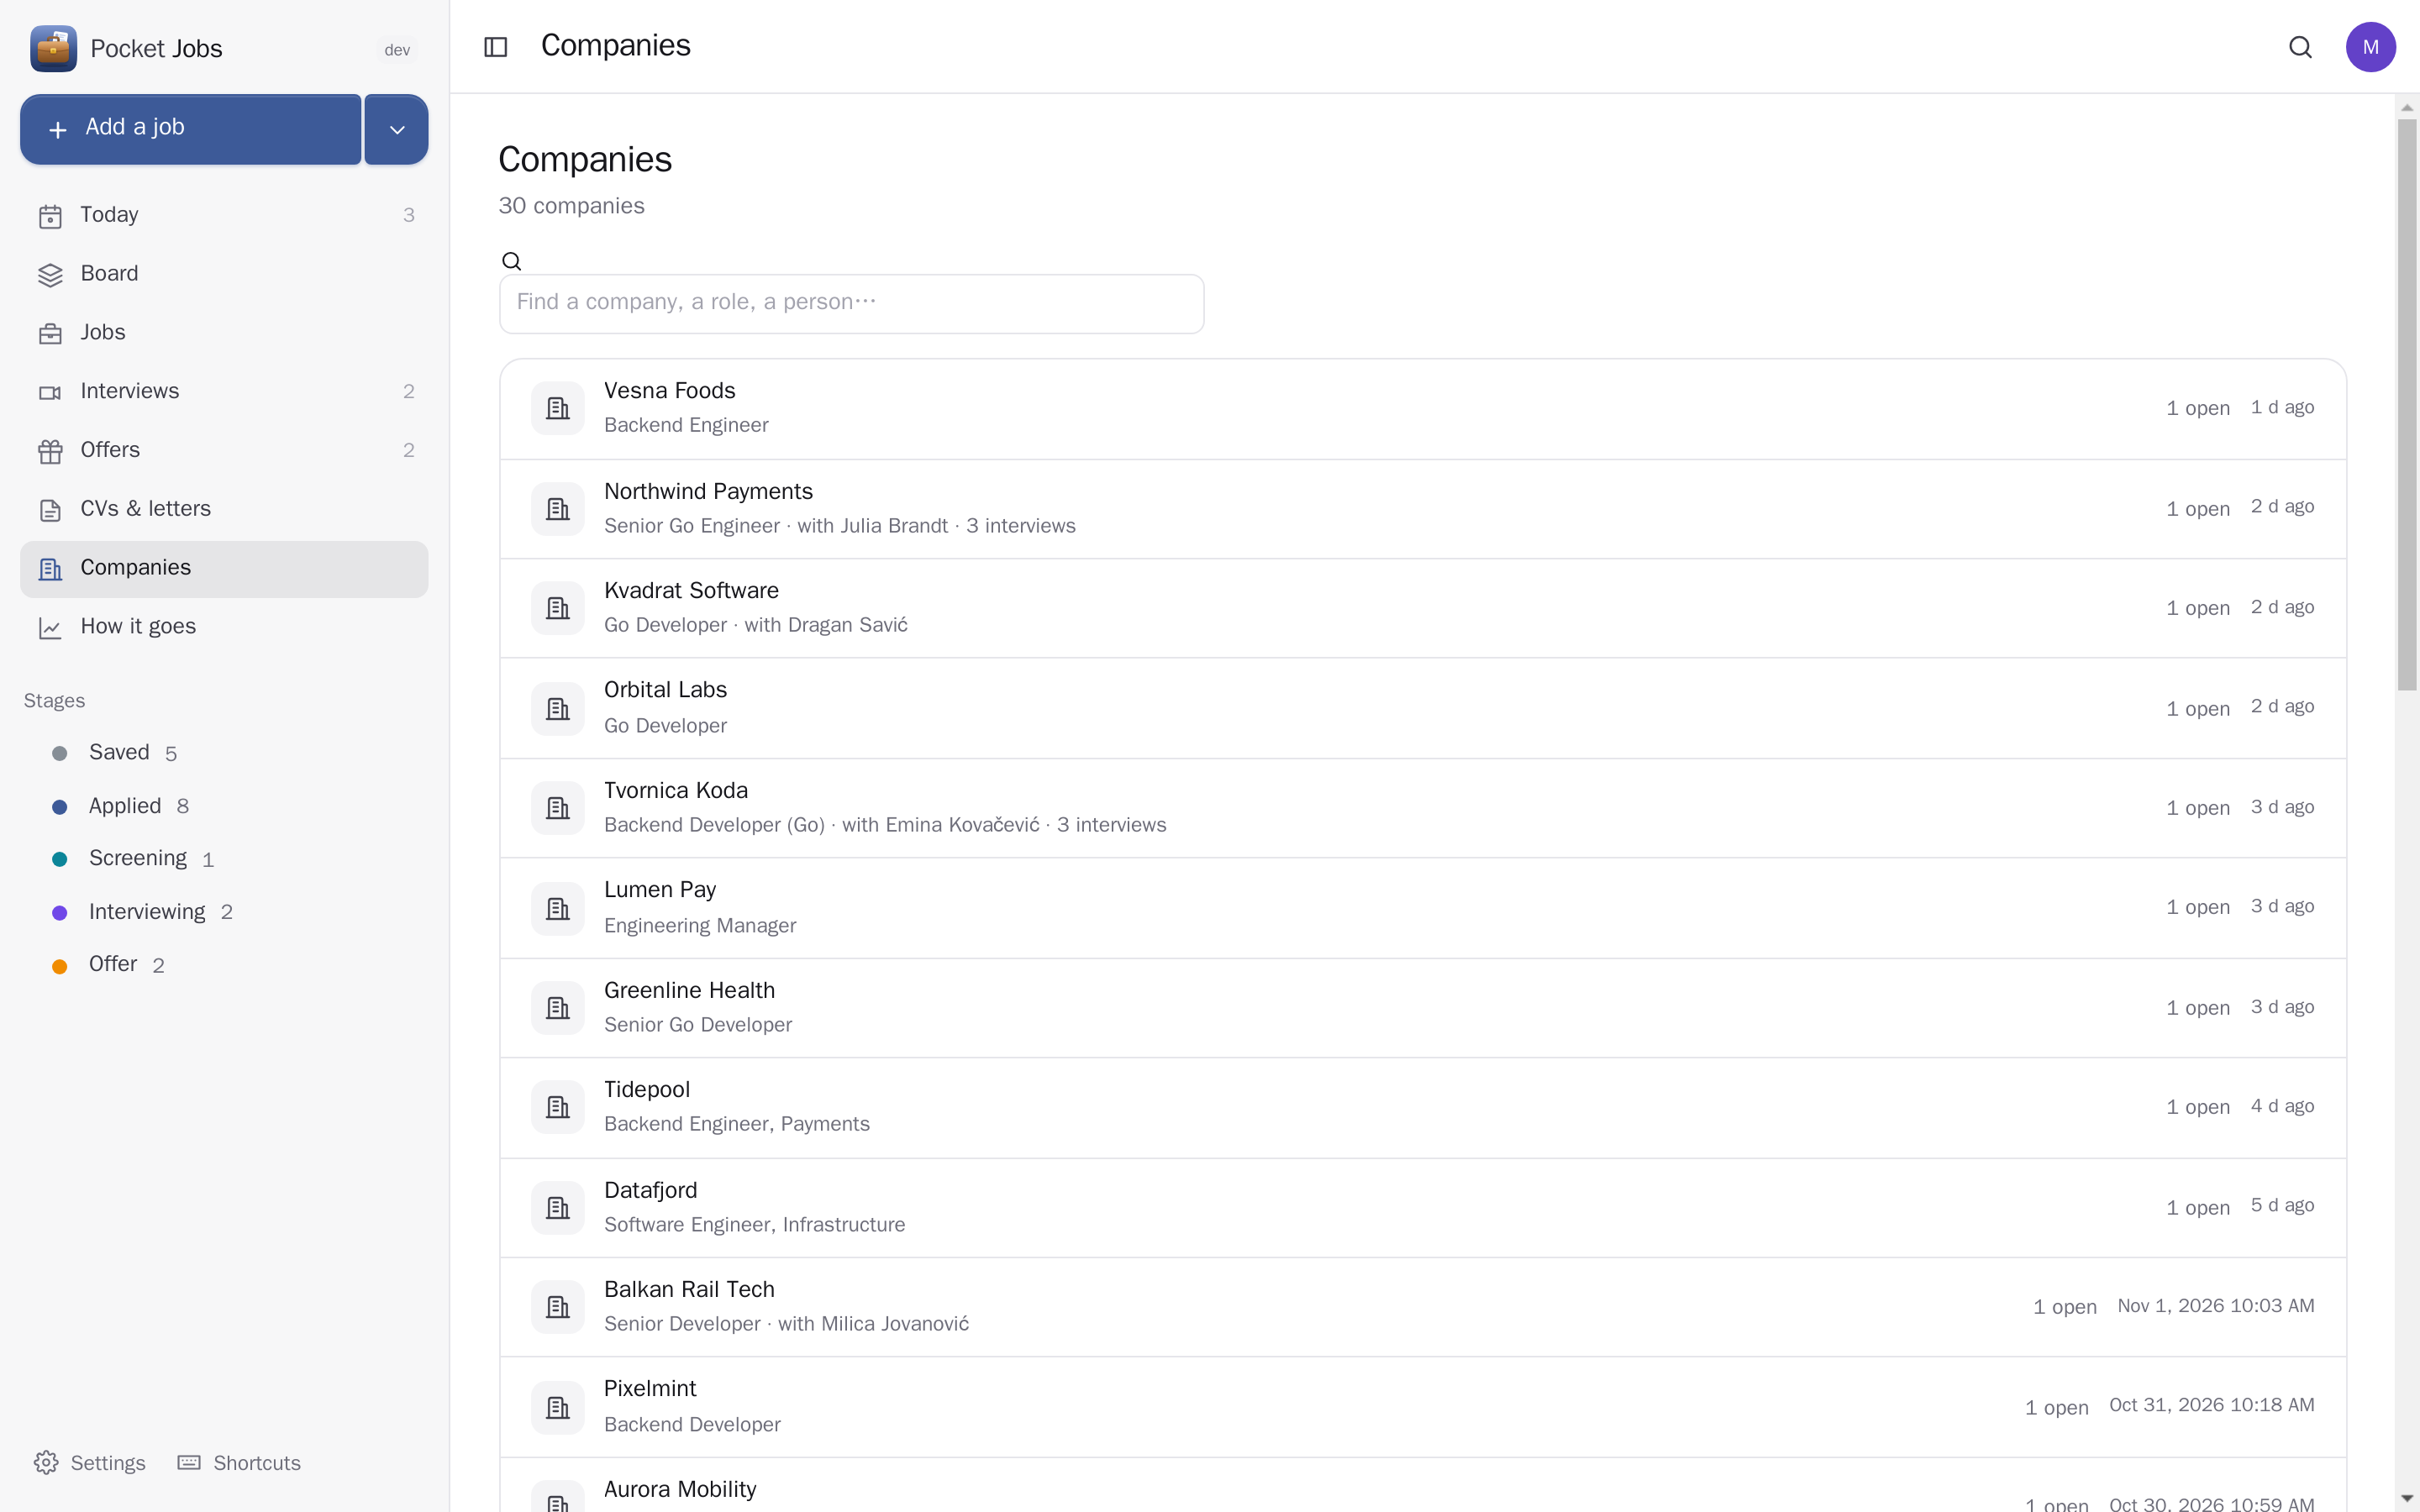 Pocket Jobs
dev
Add a job
Today 3
Board
Jobs
Interviews 2
Offers 2
CVs & letters
Companies
How it goes
Stages
Saved 5
Applied 8
Screening 1
Interviewing 2
Offer 2
Settings
Shortcuts
Companies
M
Companies
30 companies
Find a company, a role, a person…
Vesna Foods
Backend Engineer
1 open 1 d ago
Northwind Payments
Senior Go Engineer · with Julia Brandt · 3 interviews
1 open 2 d ago
Kvadrat Software
Go Developer · with Dragan Savić
1 open 2 d ago
Orbital Labs
Go Developer
1 open 2 d ago
Tvornica Koda
Backend Developer (Go) · with Emina Kovačević · 3 interviews
1 open 3 d ago
Lumen Pay
Engineering Manager
1 open 3 d ago
Greenline Health
Senior Go Developer
1 open 3 d ago
Tidepool
Backend Engineer, Payments
1 open 4 d ago
Datafjord
Software Engineer, Infrastructure
1 open 5 d ago
Balkan Rail Tech
Senior Developer · with Milica Jovanović
1 open Nov 1, 2026 10:03 AM
Pixelmint
Backend Developer
1 open Oct 31, 2026 10:18 AM
Aurora Mobility
1 open Oct 30, 2026 10:59 AM